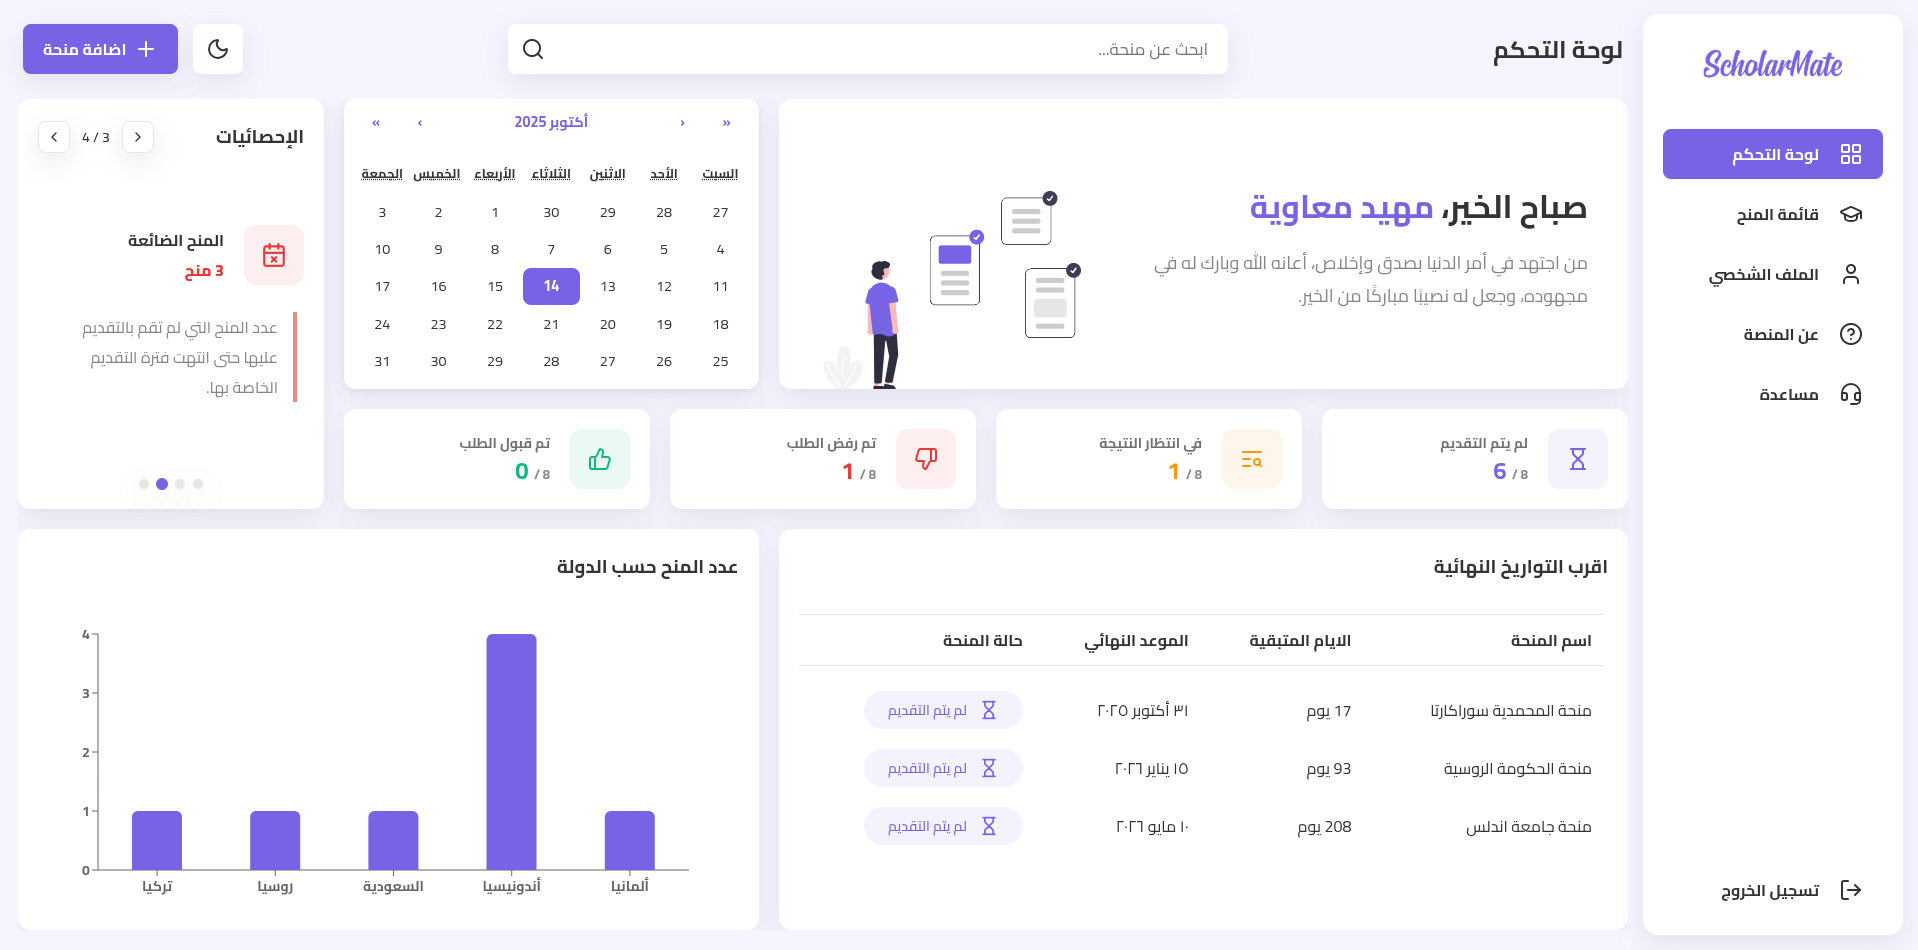 ScholarMate
لوحة التحكم
قائمة المنح
الملف الشخصي
عن المنصة
مساعدة
تسجيل الخروج
لوحة التحكم
ابحث عن منحة...
اضافة منحة
صباح الخير، مهيد معاوية
من اجتهد في أمر الدنيا بصدق وإخلاص، أعانه الله وبارك له في
مجهوده، وجعل له نصيبًا مباركًا من الخير.
» › أكتوبر 2025 ‹ «
السبت الأحد الاثنين الثلاثاء الأربعاء الخميس الجمعة
27 28 29 30 1 2 3
4 5 6 7 8 9 10
11 12 13 14 15 16 17
18 19 20 21 22 23 24
25 26 27 28 29 30 31
الإحصائيات
3 / 4
المنح الضائعة
3 منح
عدد المنح التي لم تقم بالتقديم
عليها حتى انتهت فترة التقديم
الخاصة بها.
لم يتم التقديم
6 / 8
في انتظار النتيجة
1 / 8
تم رفض الطلب
1 / 8
تم قبول الطلب
0 / 8
اقرب التواريخ النهائية
اسم المنحة الايام المتبقية الموعد النهائي حالة المنحة
منحة المحمدية سوراكارتا 17 يوم ٣١ أكتوبر ٢٠٢٥ لم يتم التقديم
منحة الحكومة الروسية 93 يوم ١٥ يناير ٢٠٢٦ لم يتم التقديم
منحة جامعة اندلس 208 يوم ١٠ مايو ٢٠٢٦ لم يتم التقديم
عدد المنح حسب الدولة
4
3
2
1
0
ألمانيا أندونيسيا السعودية روسيا تركيا